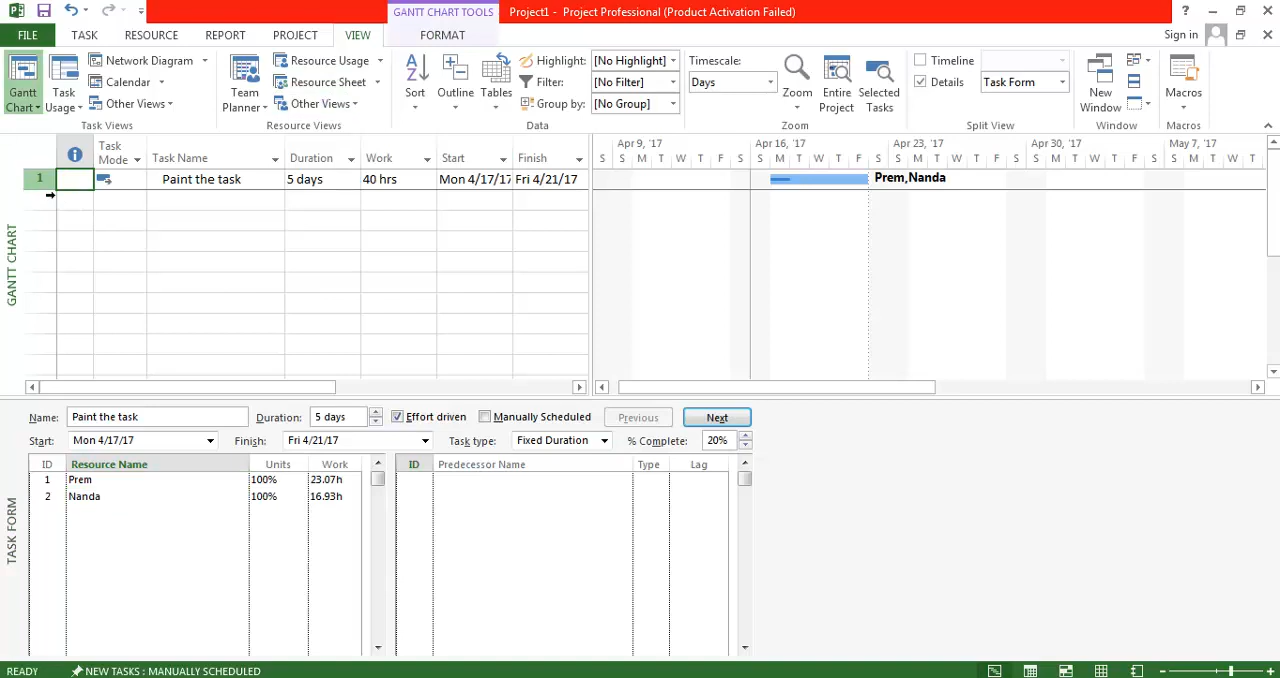 GANTT CHART TOOLS
Project1 - Project Professional (Product Activation Failed)
?
FILE TASK RESOURCE REPORT PROJECT VIEW FORMAT Sign in
Gantt Chart
Task Usage
Network Diagram
Calendar
Other Views
Task Views
Team Planner
Resource Usage
Resource Sheet
Other Views
Resource Views
Sort
Outline
Tables
Highlight: [No Highlight]
Filter: [No Filter]
Group by: [No Group]
Data
Timescale:
Days
Zoom
Entire Project
Selected Tasks
Zoom
Timeline
Details Task Form
Split View
New Window
Window
Macros
Macros
Task Mode Task Name Duration Work Start Finish
1 Paint the task 5 days 40 hrs Mon 4/17/17 Fri 4/21/17
Apr 9, '17 Apr 16, '17 Apr 23, '17 Apr 30, '17 May 7, '17
S S M T W T F S S M T W T F S S M T W T F S S M T W T F S S M T W T
Prem,Nanda
GANTT CHART
Name: Paint the task Duration: 5 days Effort driven Manually Scheduled Previous Next
Start: Mon 4/17/17 Finish: Fri 4/21/17 Task type: Fixed Duration % Complete: 20%
ID Resource Name Units Work
1 Prem 100% 23.07h
2 Nanda 100% 16.93h
ID Predecessor Name Type Lag
TASK FORM
READY NEW TASKS : MANUALLY SCHEDULED